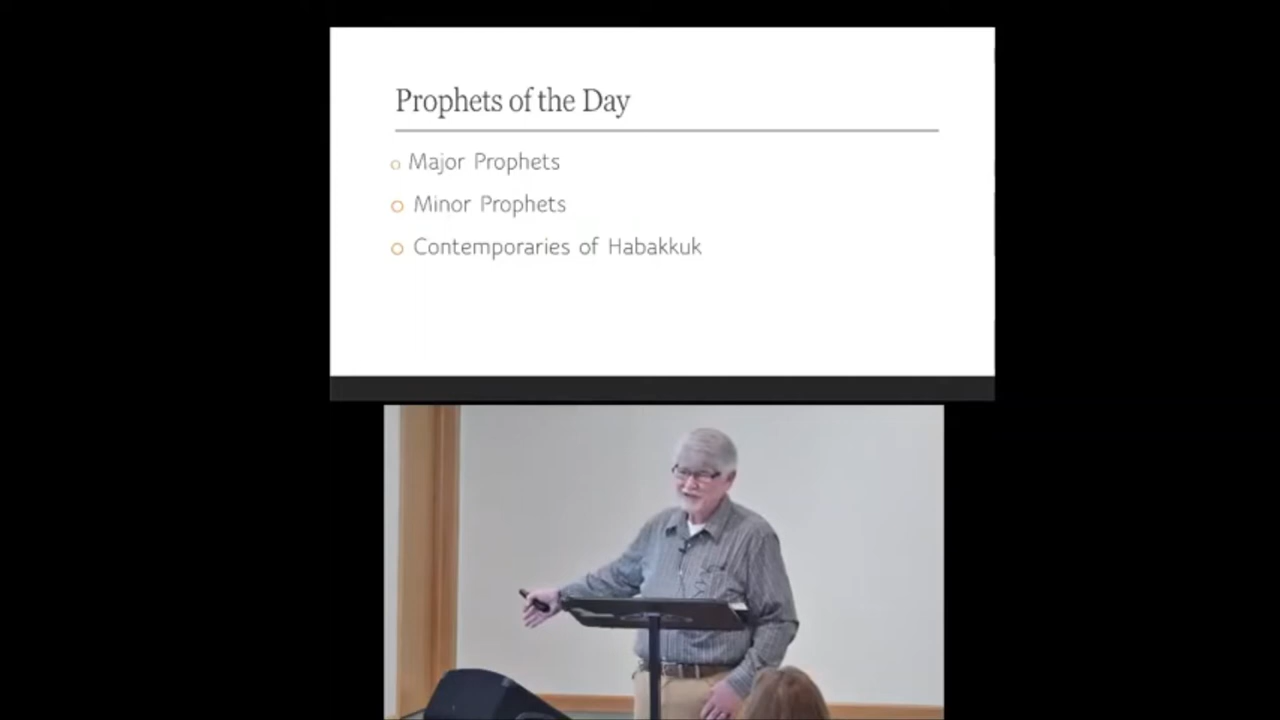 Prophets of the Day
Major Prophets
Minor Prophets
Contemporaries of Habakkuk